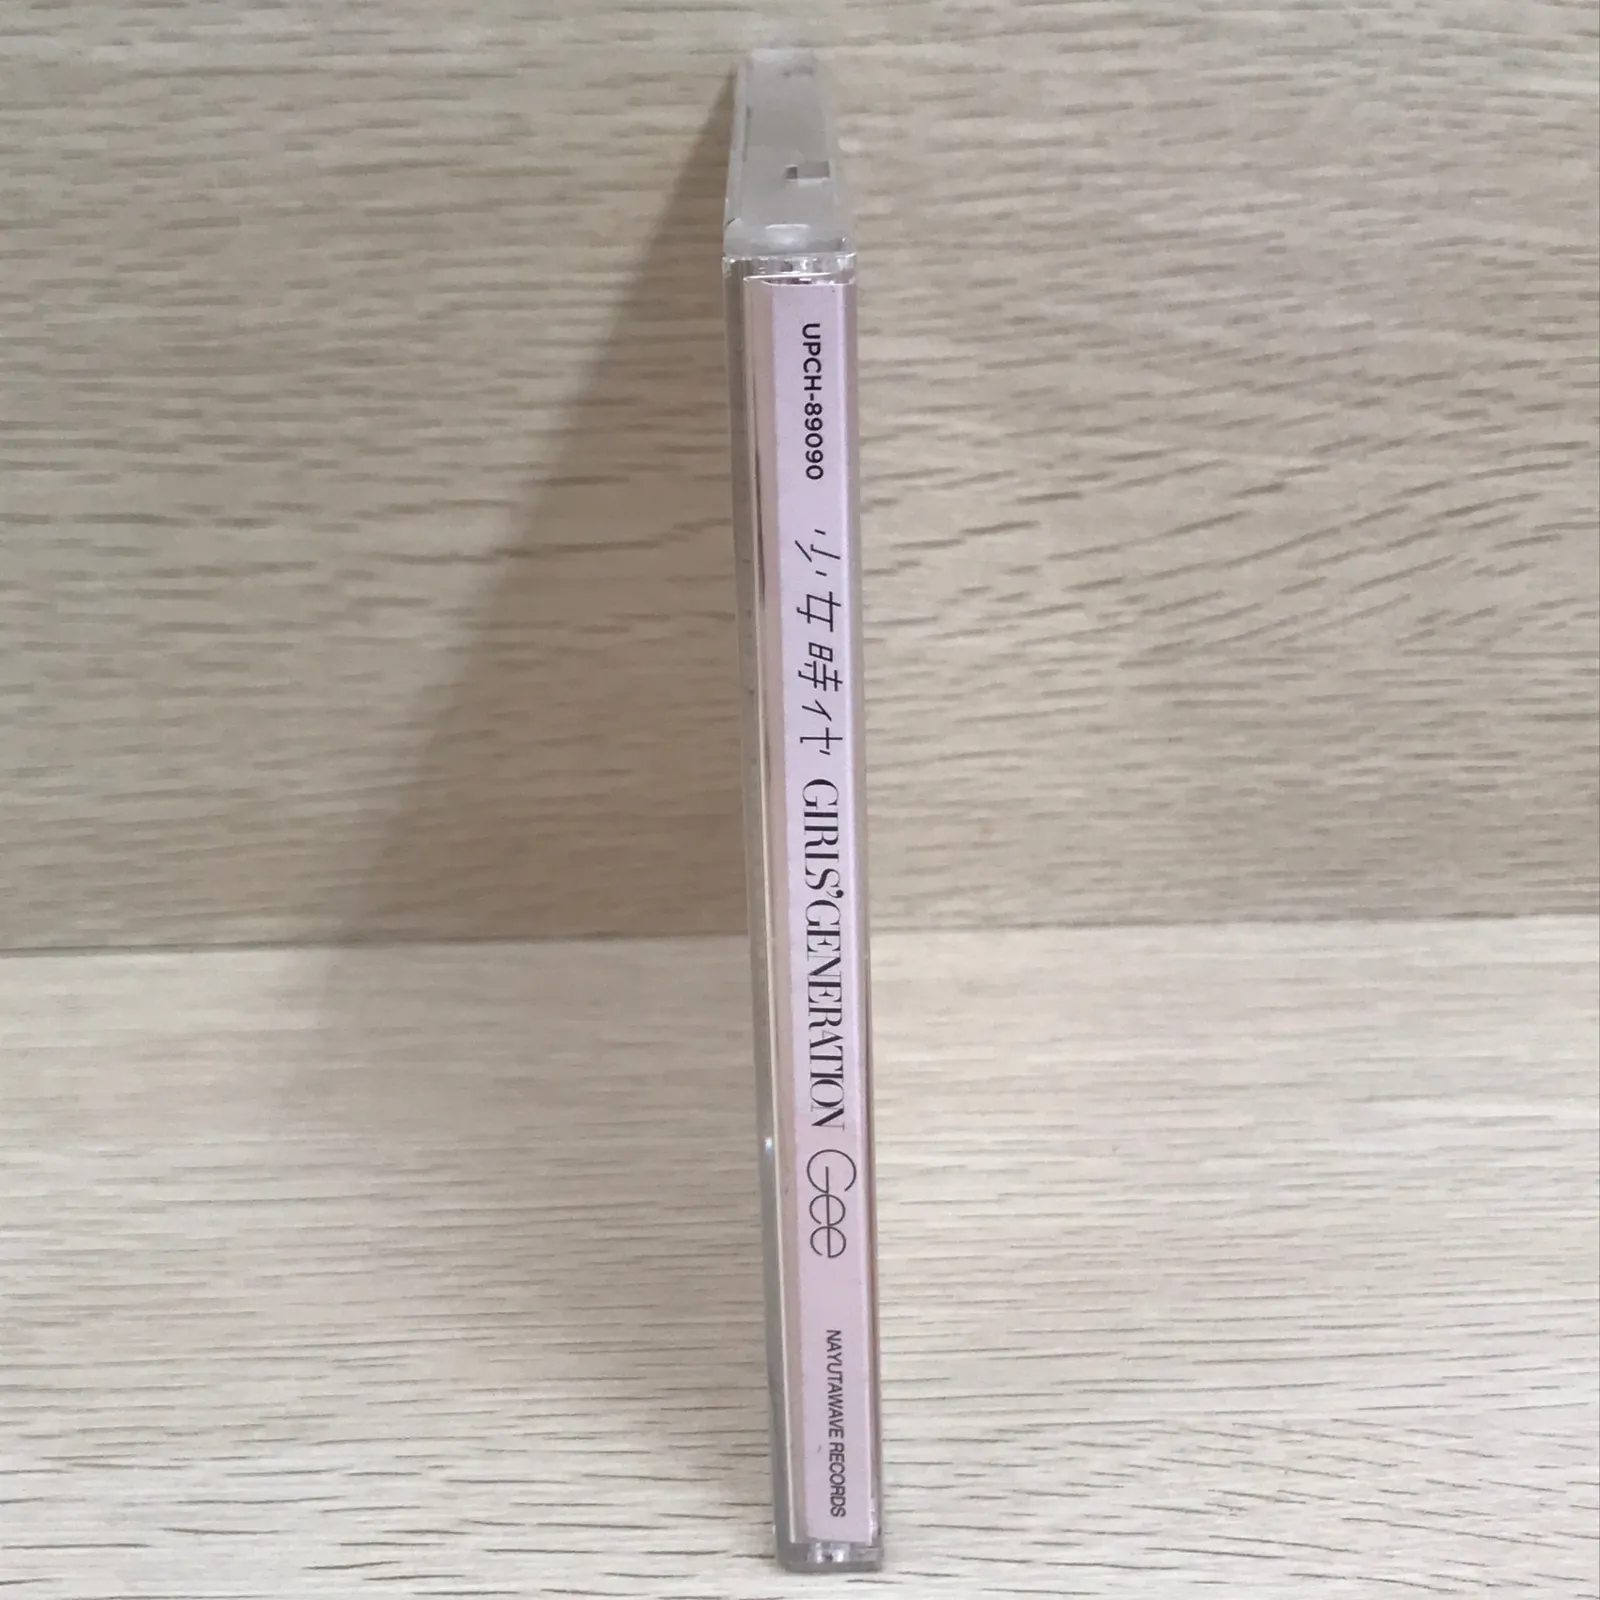 UPCH-89090 少女時代 GIRLS' GENERATION Gee NAYUTAWAVE RECORDS